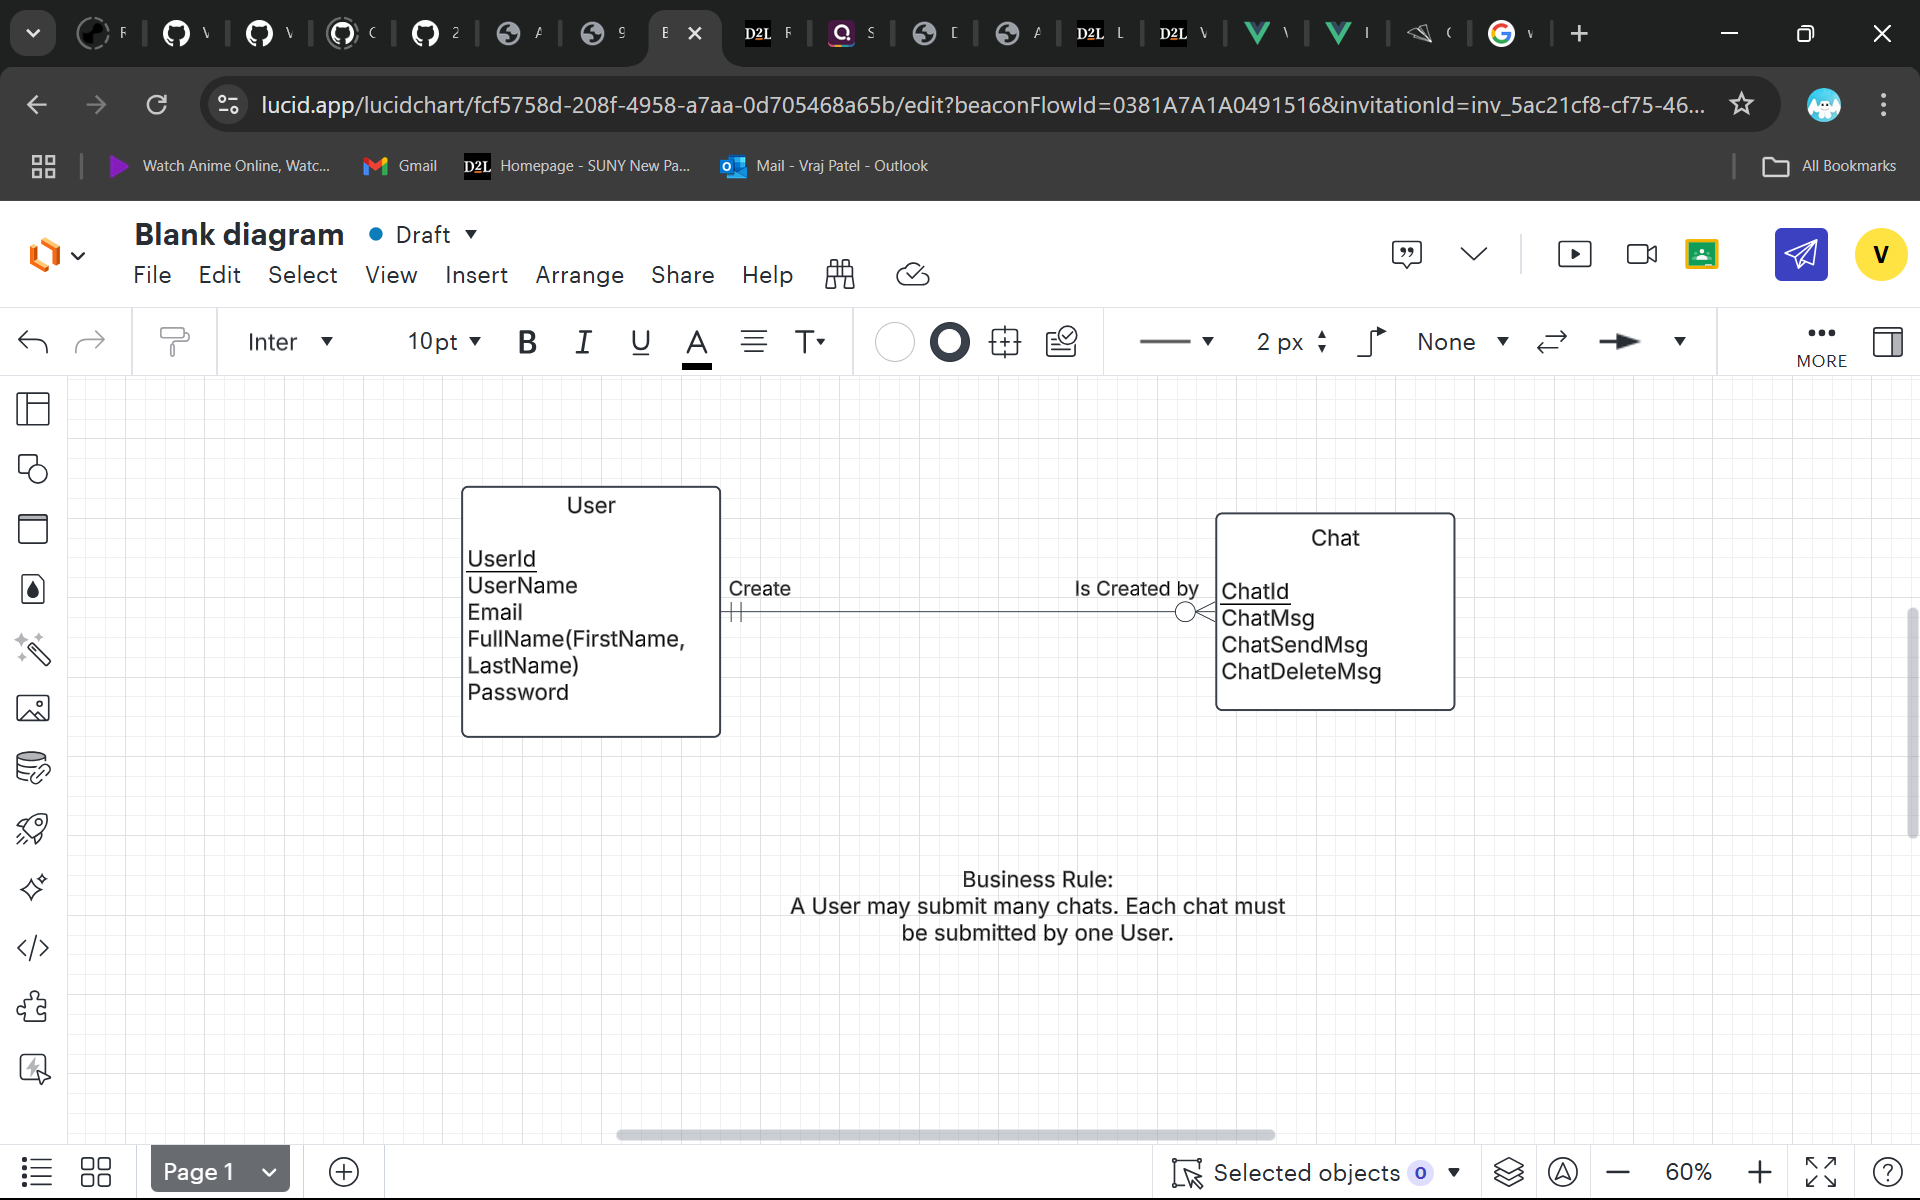 F
V
V
C
2
A
9
E
D2L F
S
D
A
D2L L
D2L V
V
I
C
v
lucid.app/lucidchart/fcf5758d-208f-4958-a7aa-0d705468a65b/edit?beaconFlowId=0381A7A1A0491516&invitationId=inv_5ac21cf8-cf75-46...
Watch Anime Online, Watc...
Gmail
D2L Homepage - SUNY New Pa...
Mail - Vraj Patel - Outlook
All Bookmarks
Blank diagram
Draft
File Edit Select View Insert Arrange Share Help
V
Inter
10pt
B I U A T
2 px
None
MORE
User
UserId
UserName
Email
FullName(FirstName,
LastName)
Password
Create
Is Created by
Chat
ChatId
ChatMsg
ChatSendMsg
ChatDeleteMsg
Business Rule:
A User may submit many chats. Each chat must
be submitted by one User.
Page 1
Selected objects 0
60%